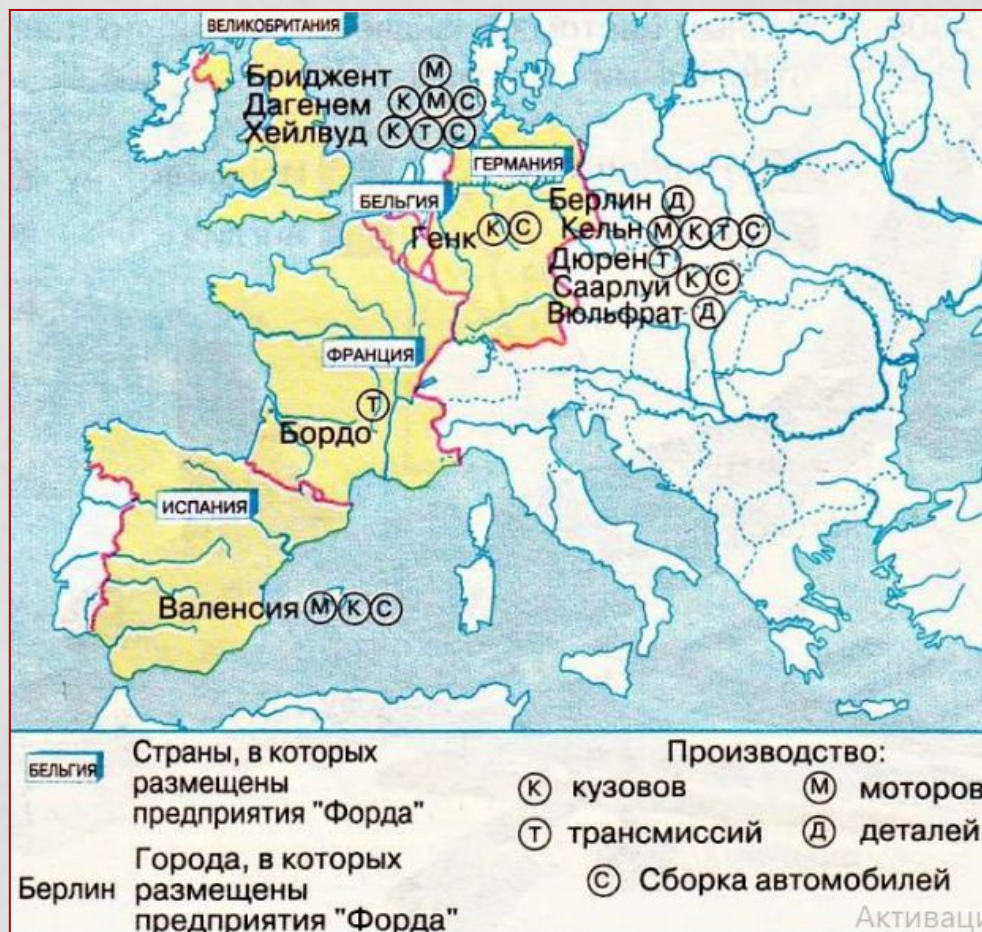 ВЕЛИКОБРИТАНИЯ
Бриджент М
Дагенем К М С
Хейлвуд К Т С
ГЕРМАНИЯ
БЕЛЬГИЯ
Берлин Д
Генк К С
Кельн М К Т С
Дюрен Т
Саарлуи К С
Вюльфрат Д
ФРАНЦИЯ
Т
Бордо
ИСПАНИЯ
Валенсия М К С
БЕЛЬГИЯ
Страны, в которых
размещены
предприятия "Форда"
Берлин
Города, в которых
размещены
предприятия "Форда"
Производство:
К кузовов
М моторов
Т трансмиссий
Д деталей
С Сборка автомобилей